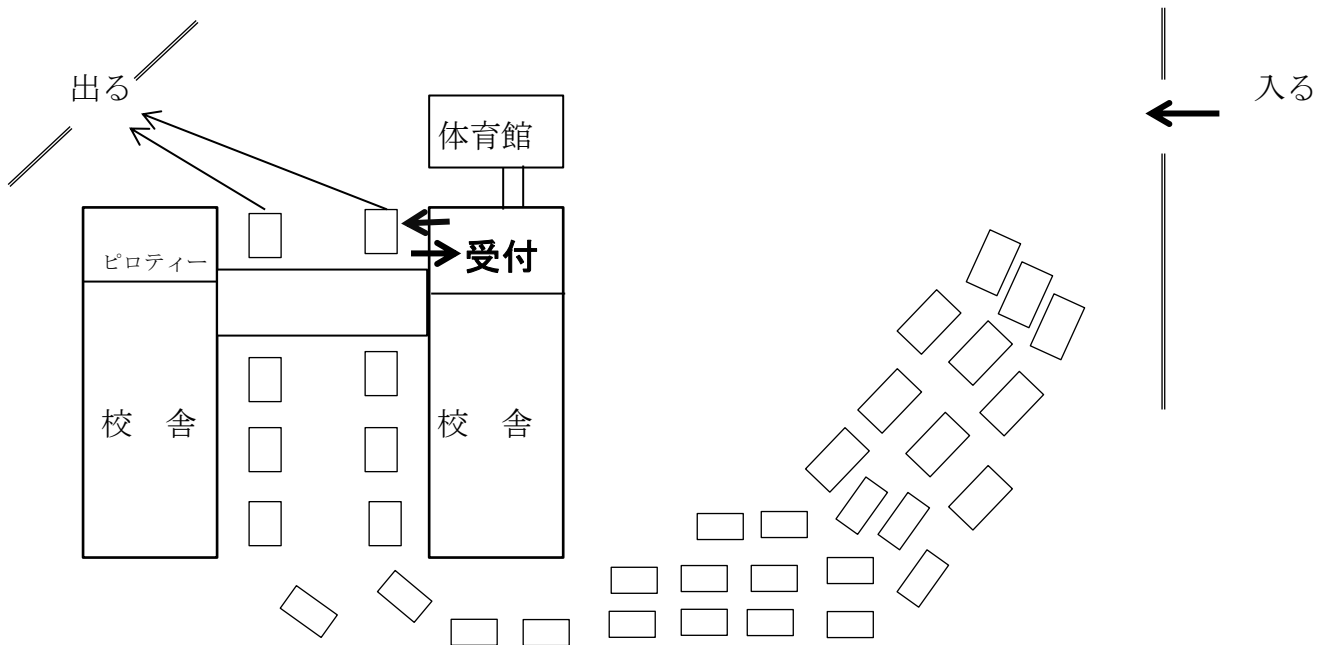 出る
入る
体育館
ピロティー
受付
校　舎
校　舎